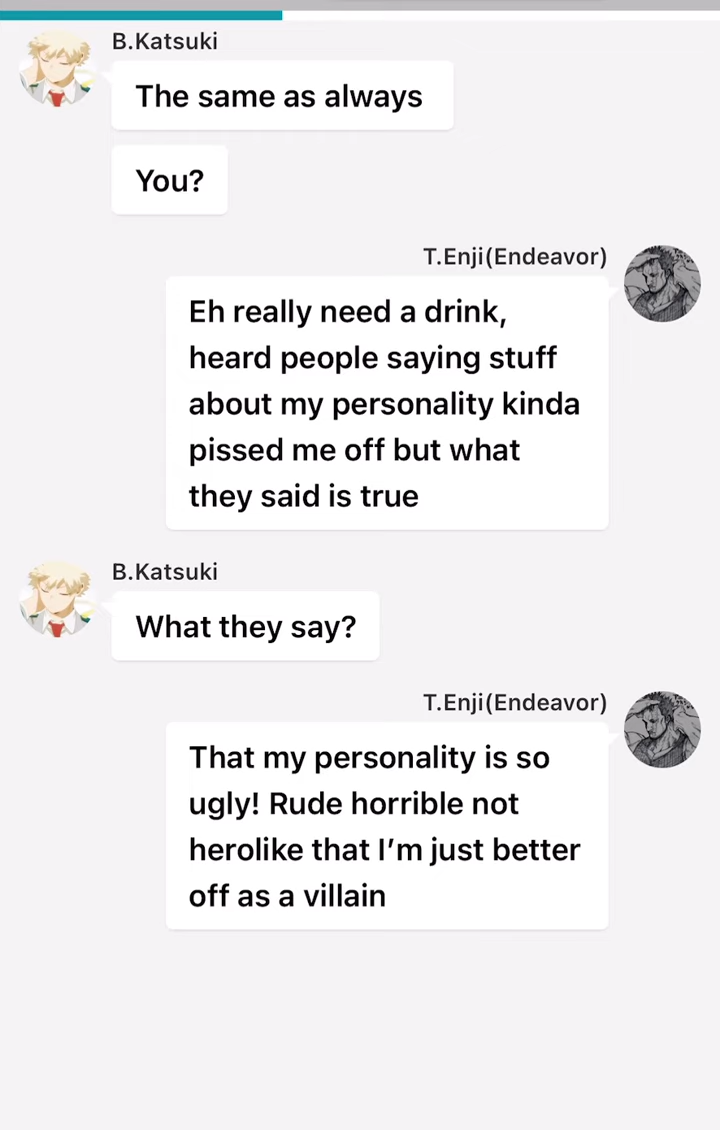 B.Katsuki
The same as always
You?
T.Enji(Endeavor)
Eh really need a drink,
heard people saying stuff
about my personality kinda
pissed me off but what
they said is true
B.Katsuki
What they say?
T.Enji(Endeavor)
That my personality is so
ugly! Rude horrible not
herolike that I’m just better
off as a villain